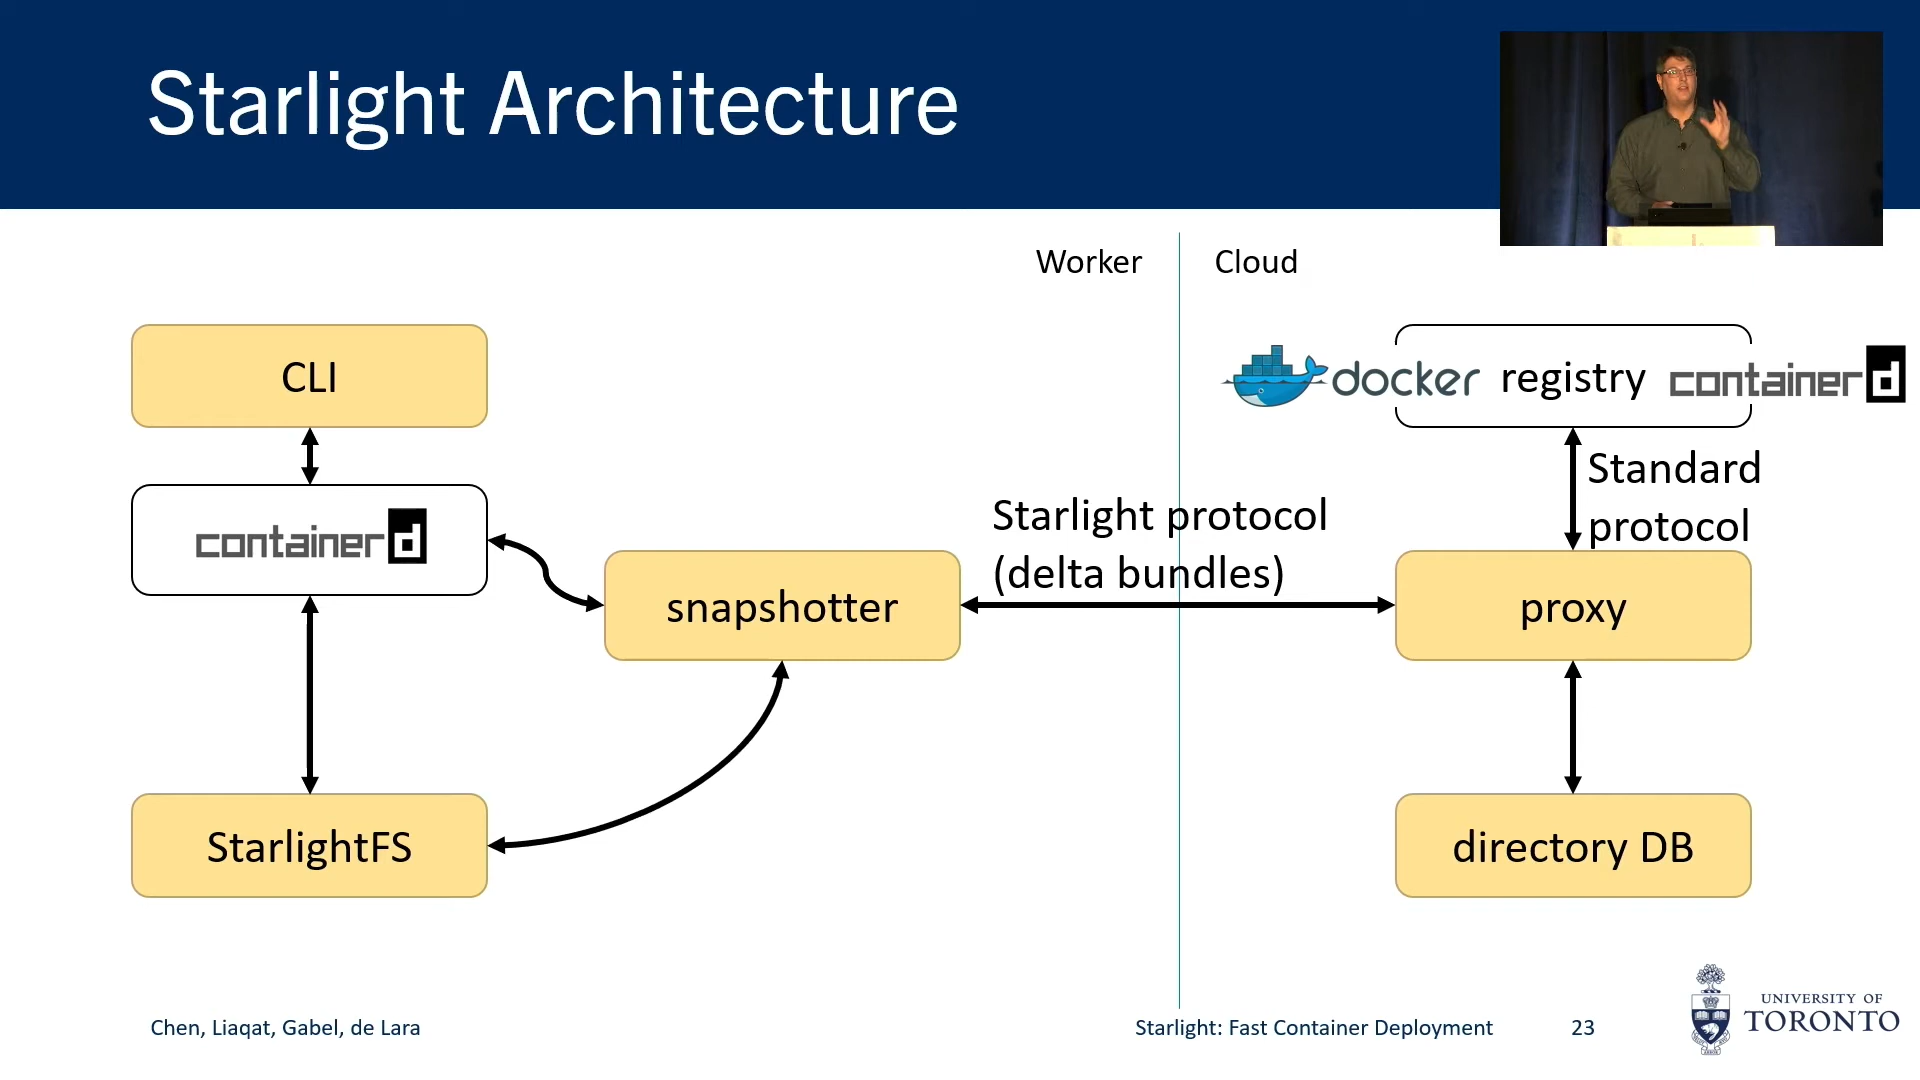 Starlight Architecture
Worker
Cloud
CLI
docker
registry
containerd
Standard
protocol
containerd
Starlight protocol
(delta bundles)
snapshotter
proxy
StarlightFS
directory DB
Chen, Liaqat, Gabel, de Lara
Starlight: Fast Container Deployment
23
UNIVERSITY OF
TORONTO